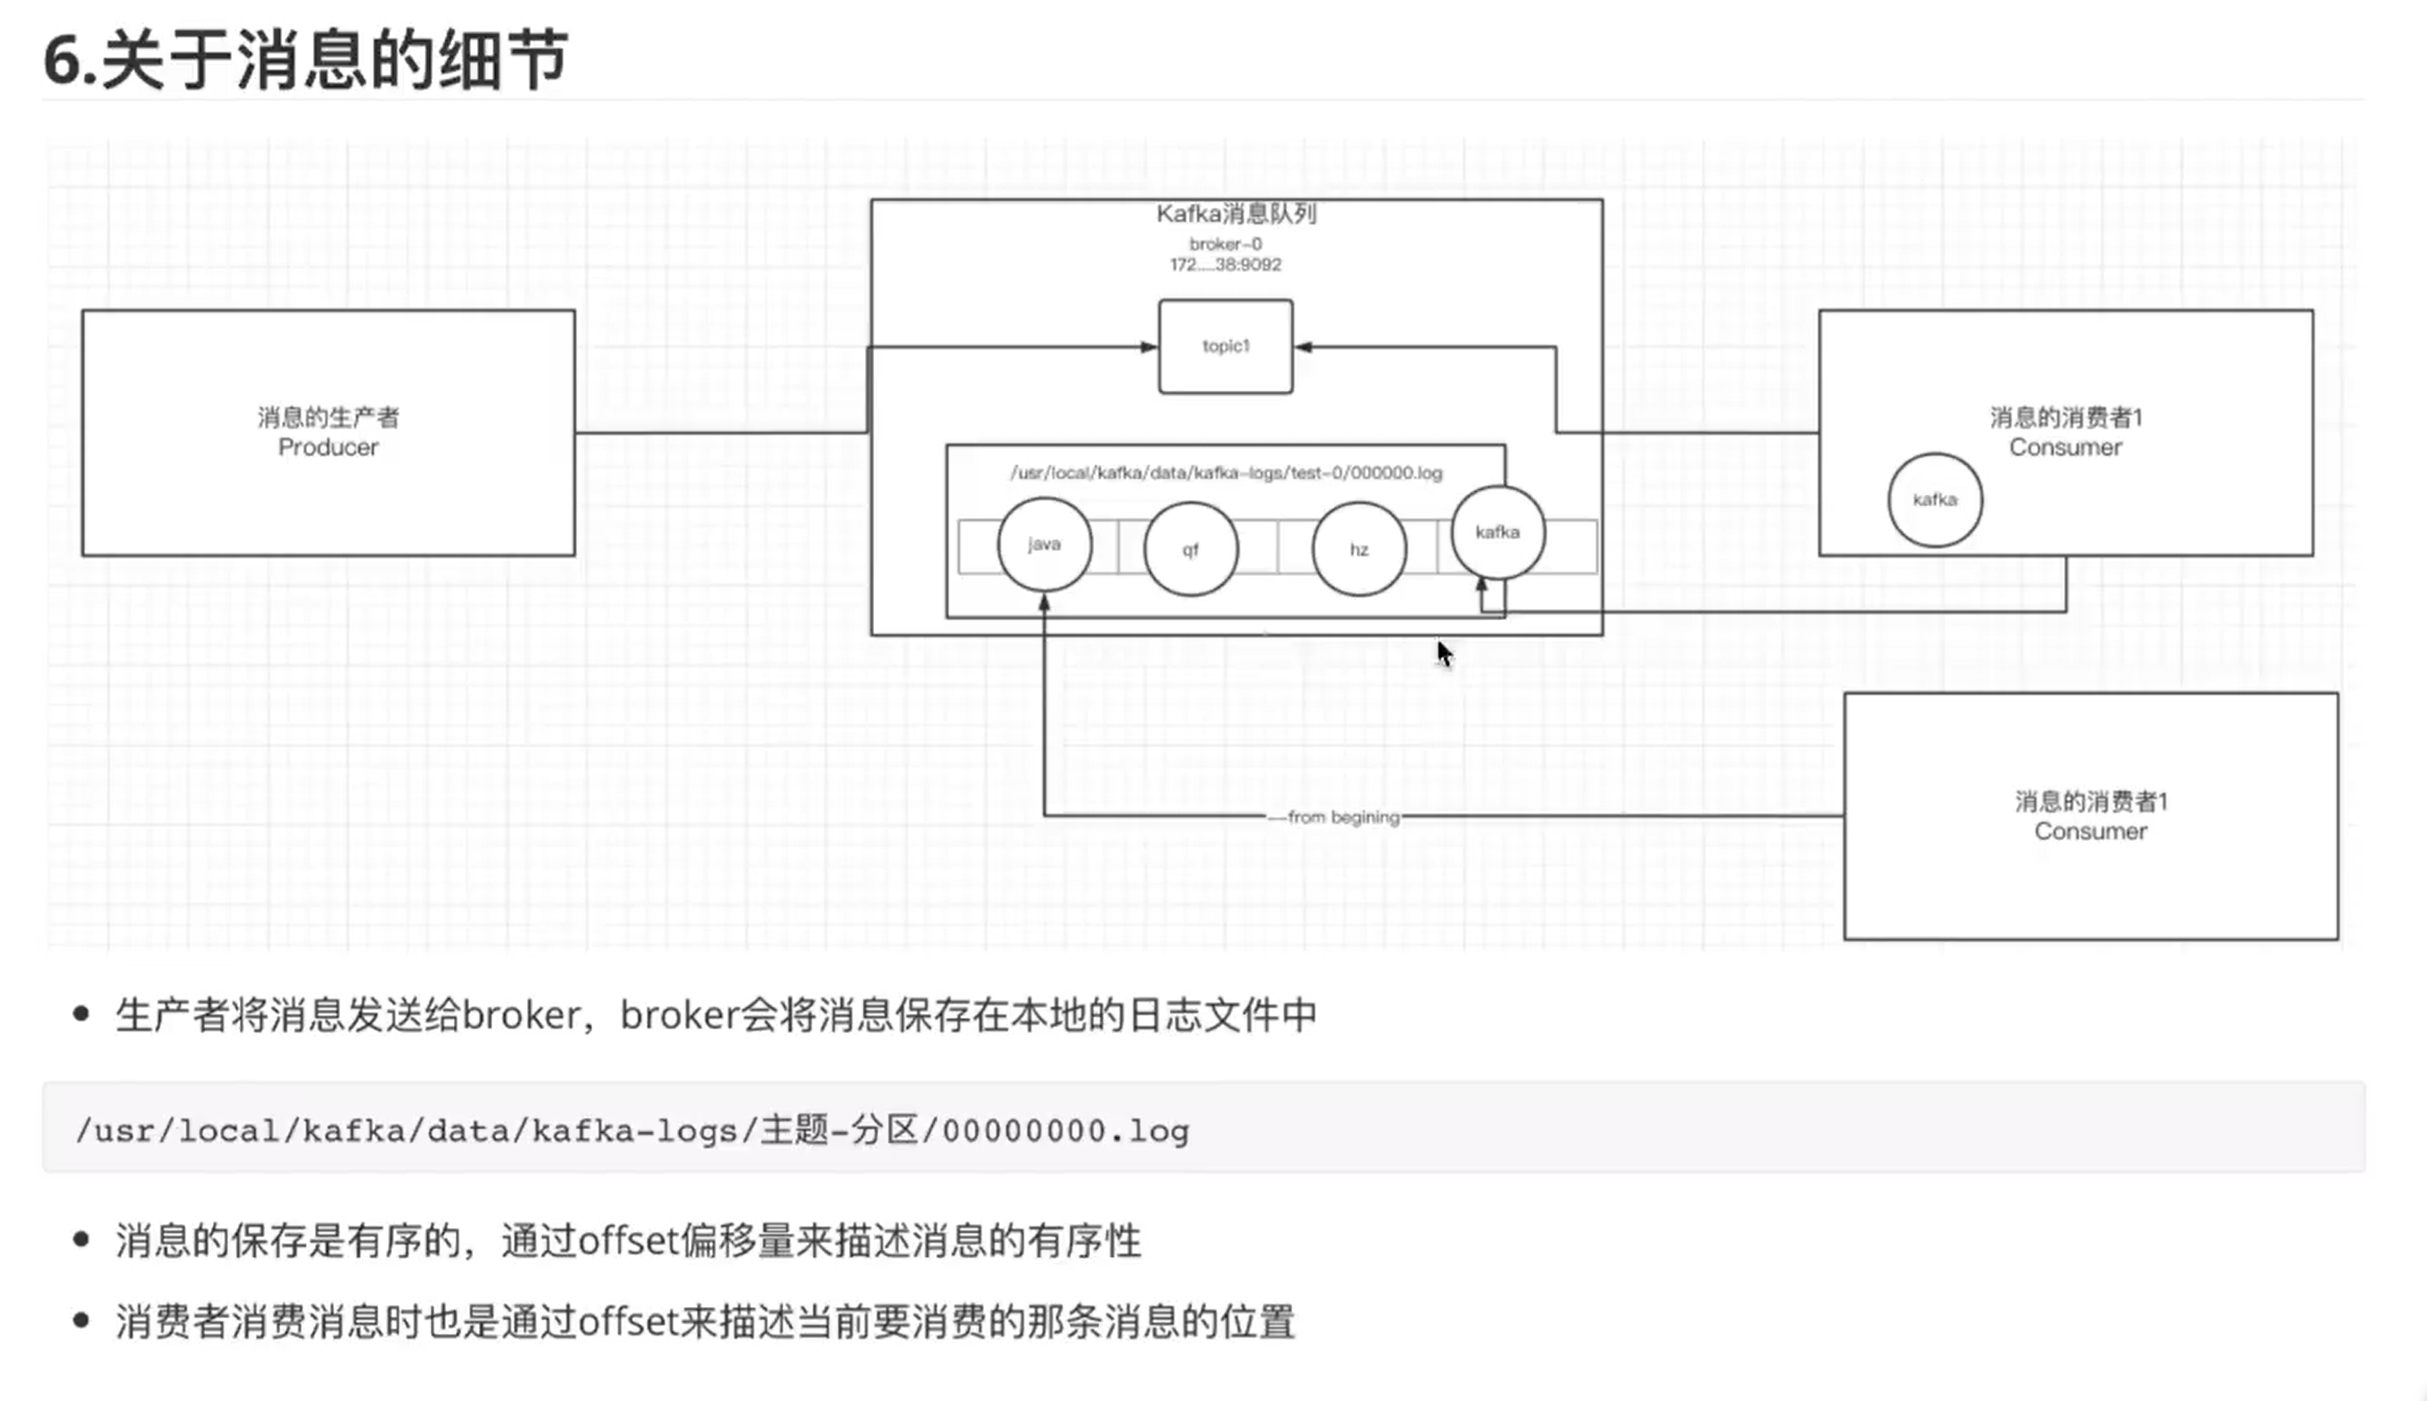 6.关于消息的细节
Kafka消息队列
broker-0
172....38:9092
topic1
消息的生产者
Producer
消息的消费者1
Consumer
kafka
/usr/local/kafka/data/kafka-logs/test-0/000000.log
java
qf
hz
kafka
—from begining
消息的消费者1
Consumer
生产者将消息发送给broker，broker会将消息保存在本地的日志文件中
/usr/local/kafka/data/kafka-logs/主题-分区/00000000.log
消息的保存是有序的，通过offset偏移量来描述消息的有序性
消费者消费消息时也是通过offset来描述当前要消费的那条消息的位置